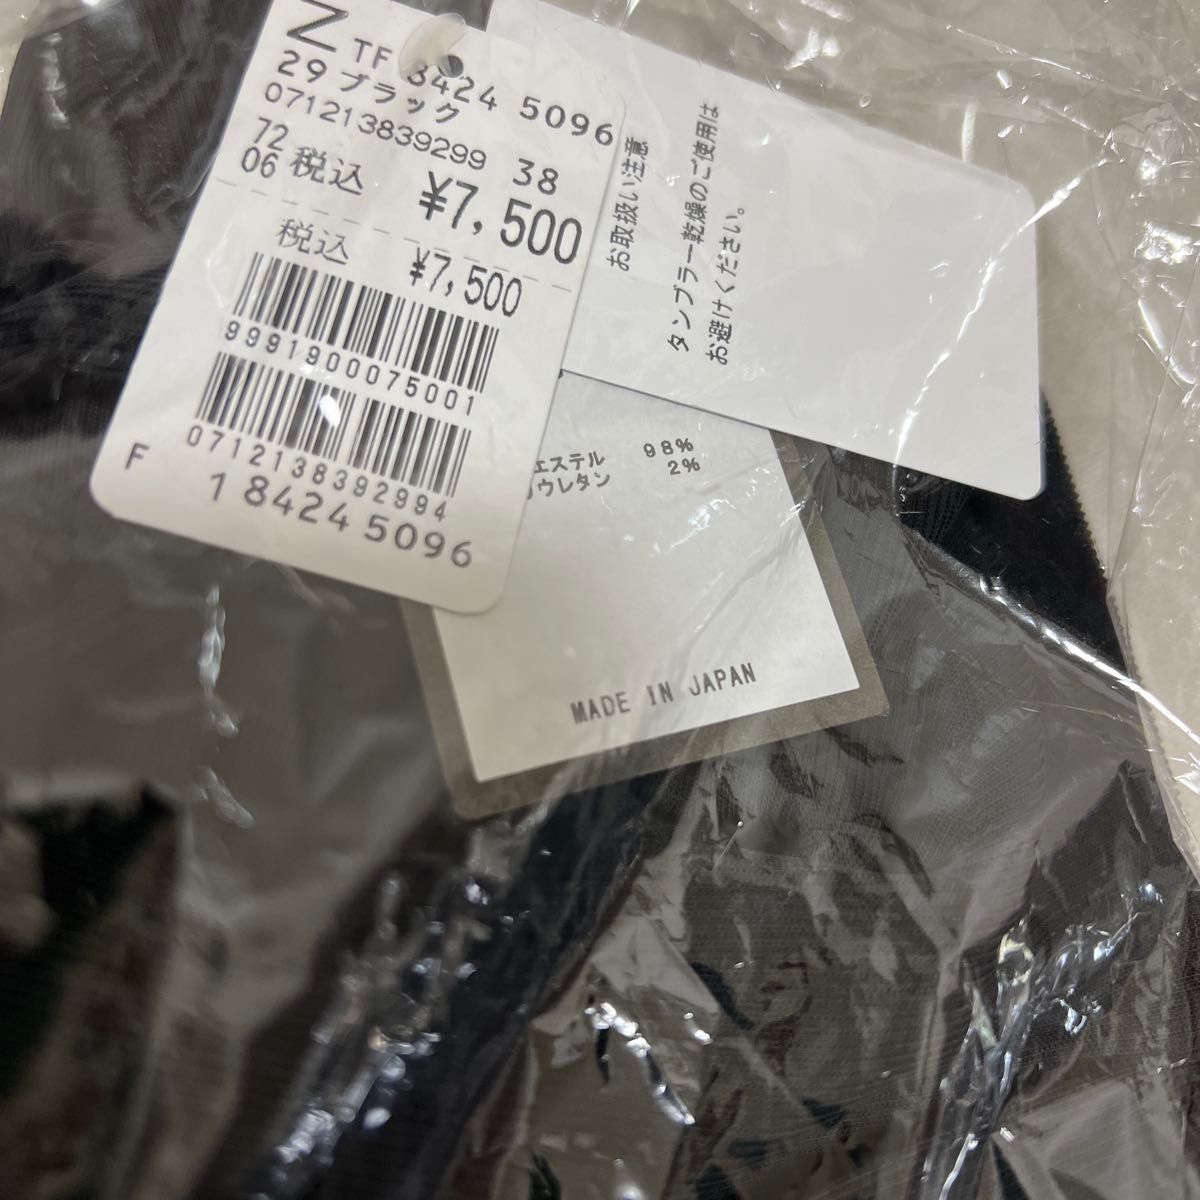 Z TF 8424 5096
29 ブラック
071213839299 38
72
06 税込 ¥7,500
税込 ¥7,500
9991900075001
0712138392994
F 1 8424 5096
お取扱い注意
タンブラー乾燥のご使用は
お避けください。
エステル 98%
ウレタン 2%
MADE IN JAPAN